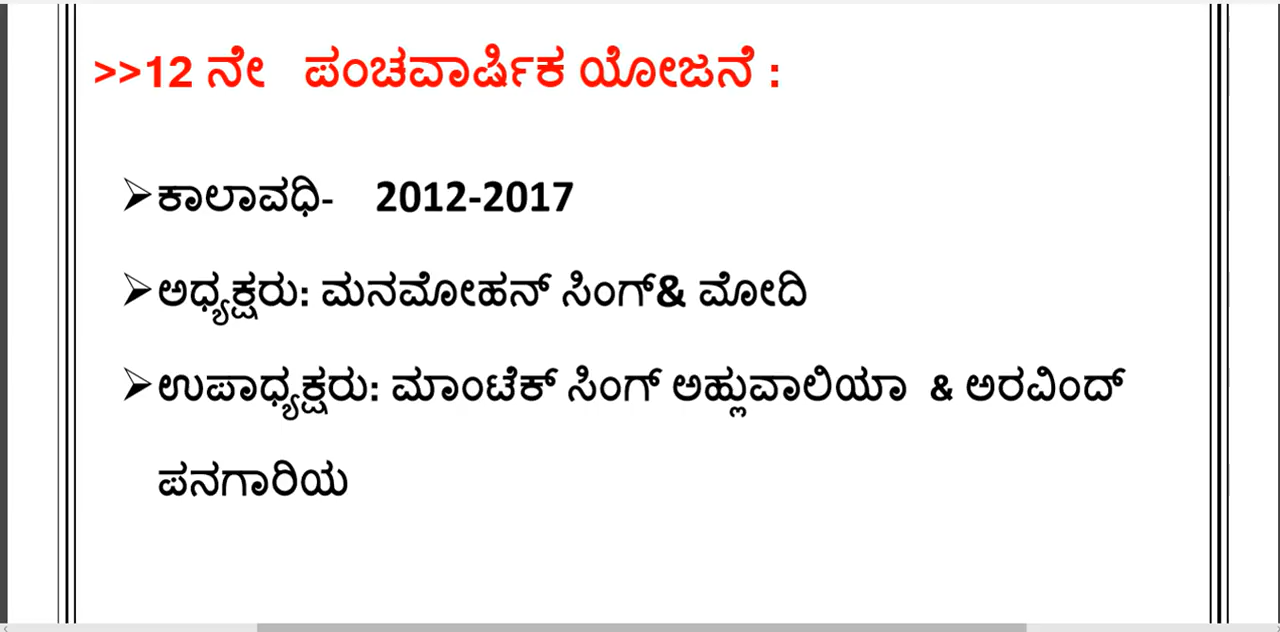 >>12 ನೇ ಪಂಚವಾರ್ಷಿಕ ಯೋಜನೆ :
➢ಕಾಲಾವಧಿ- 2012-2017
➢ಅಧ್ಯಕ್ಷರು: ಮನಮೋಹನ್ ಸಿಂಗ್& ಮೋದಿ
➢ಉಪಾಧ್ಯಕ್ಷರು: ಮಾಂಟೆಕ್ ಸಿಂಗ್ ಅಹ್ಲುವಾಲಿಯಾ & ಅರವಿಂದ್
ಪನಗಾರಿಯ